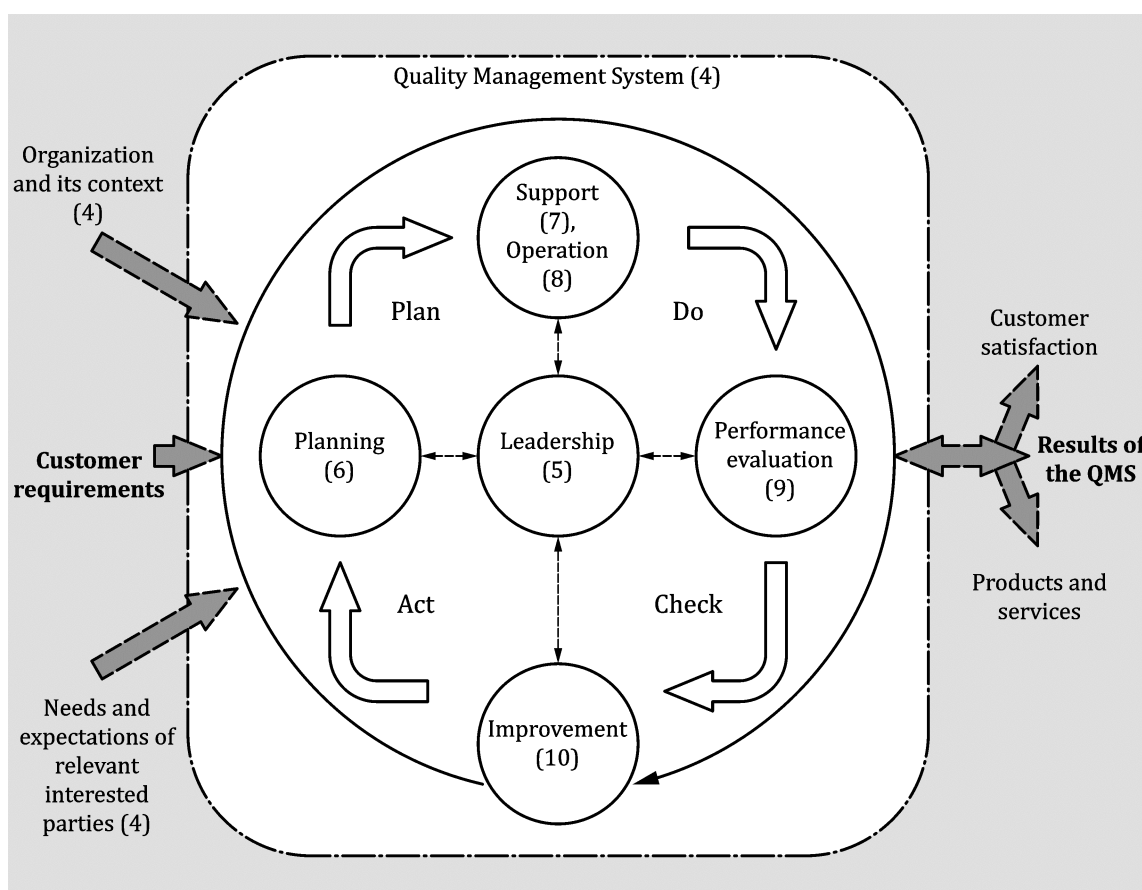 Quality Management System (4)
Organization
and its context
(4)
Support
(7),
Operation
(8)
Plan
Do
Customer
satisfaction
Planning
(6)
Leadership
(5)
Performance
evaluation
(9)
Customer
requirements
Results of
the QMS
Act
Check
Products and
services
Needs and
expectations of
relevant
interested
parties (4)
Improvement
(10)